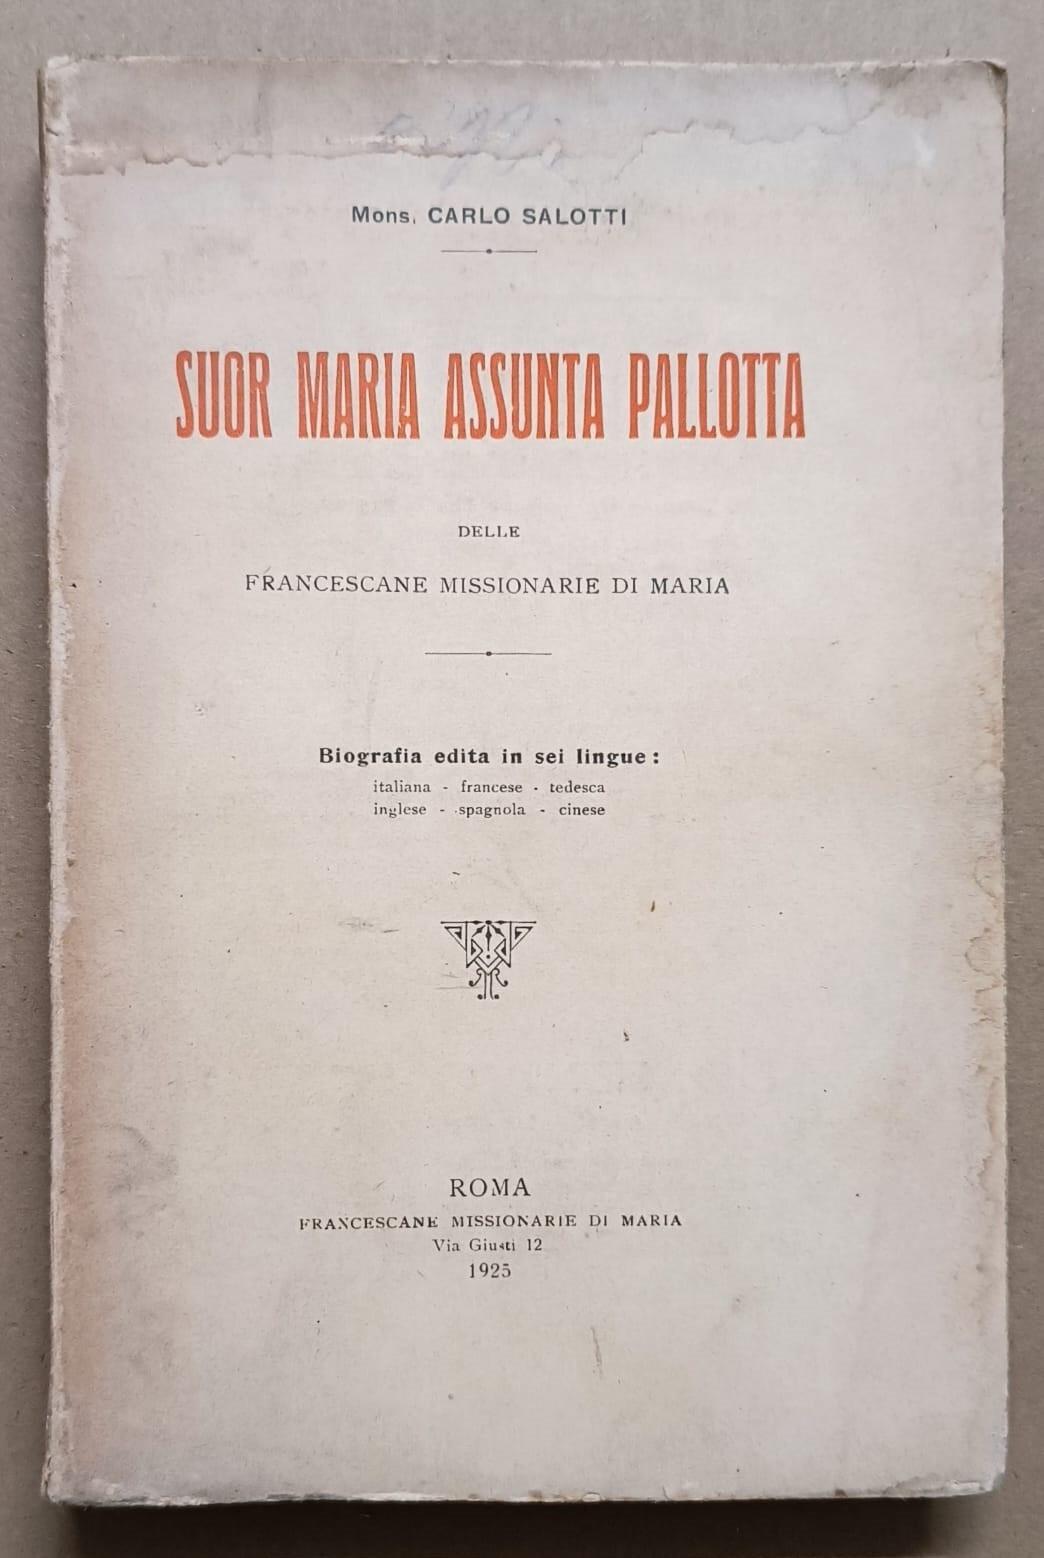 Mons. CARLO SALOTTI
SUOR MARIA ASSUNTA PALLOTTA
DELLE
FRANCESCANE MISSIONARIE DI MARIA
Biografia edita in sei lingue :
italiana - francese - tedesca
inglese - spagnola - cinese
ROMA
FRANCESCANE MISSIONARIE DI MARIA
Via Giusti 12
1925